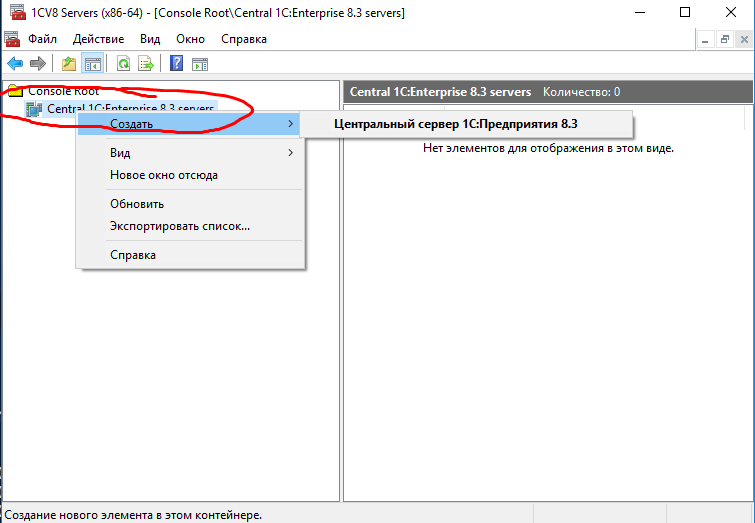 1CV8 Servers (x86-64) - [Console Root\Central 1C:Enterprise 8.3 servers]
Файл Действие Вид Окно Справка
Console Root
Central 1C:Enterprise 8.3 servers
Central 1C:Enterprise 8.3 servers Количество: 0
Создать
Центральный сервер 1С:Предприятия 8.3
Нет элементов для отображения в этом виде.
Вид
Новое окно отсюда
Обновить
Экспортировать список...
Справка
Создание нового элемента в этом контейнере.